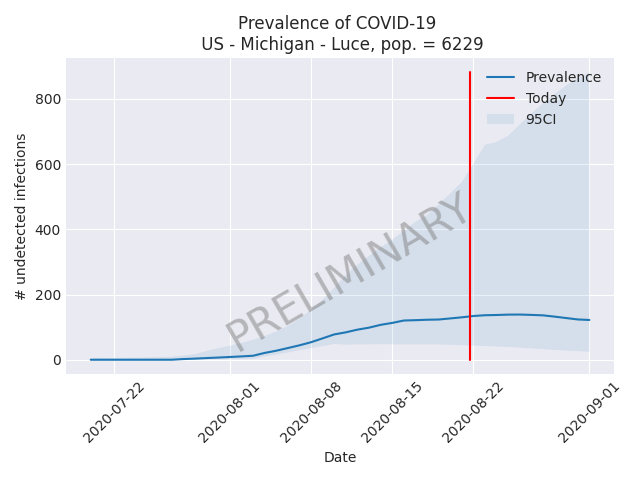 Prevalence of COVID-19
US - Michigan - Luce, pop. = 6229
Prevalence
Today
95CI
800
600
400
200
0
# undetected infections
PRELIMINARY
2020-07-22
2020-08-01
2020-08-08
2020-08-15
2020-08-22
2020-09-01
Date